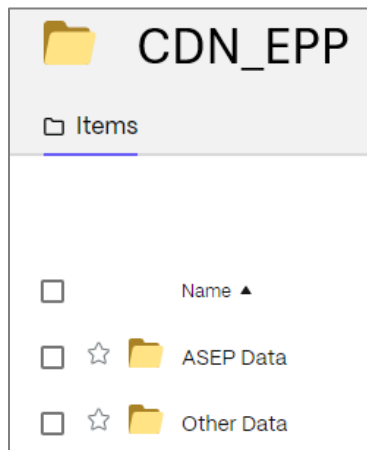 CDN_EPP
Items
Name ▲
ASEP Data
Other Data